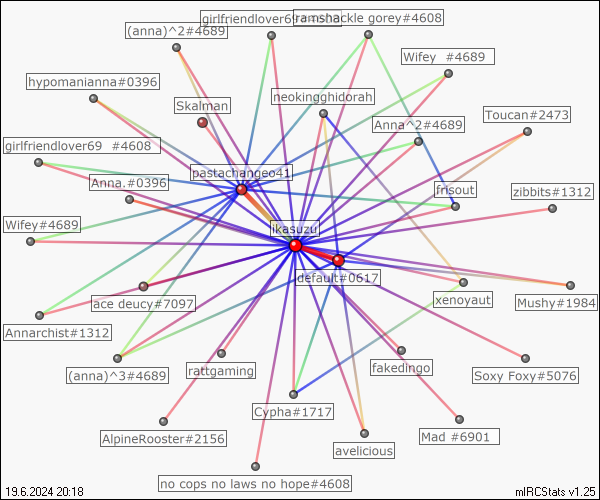 girlfriendlover69
ramshackle gorey#4608
(anna)^2#4689
Wifey  #4689
hypomanianna#0396
neokingghidorah
Skalman
Toucan#2473
Anna^2#4689
girlfriendlover69  #4608
pastachangeo41
Anna.#0396
frisout
zibbits#1312
Wifey#4689
ikasuzu
default#0617
ace deucy#7097
xenoyaut
Mushy#1984
Annarchist#1312
(anna)^3#4689
rattgaming
fakedingo
Soxy Foxy#5076
Cypha#1717
AlpineRooster#2156
Mad #6901
avelicious
no cops no laws no hope#4608
19.6.2024 20:18
mIRCStats v1.25